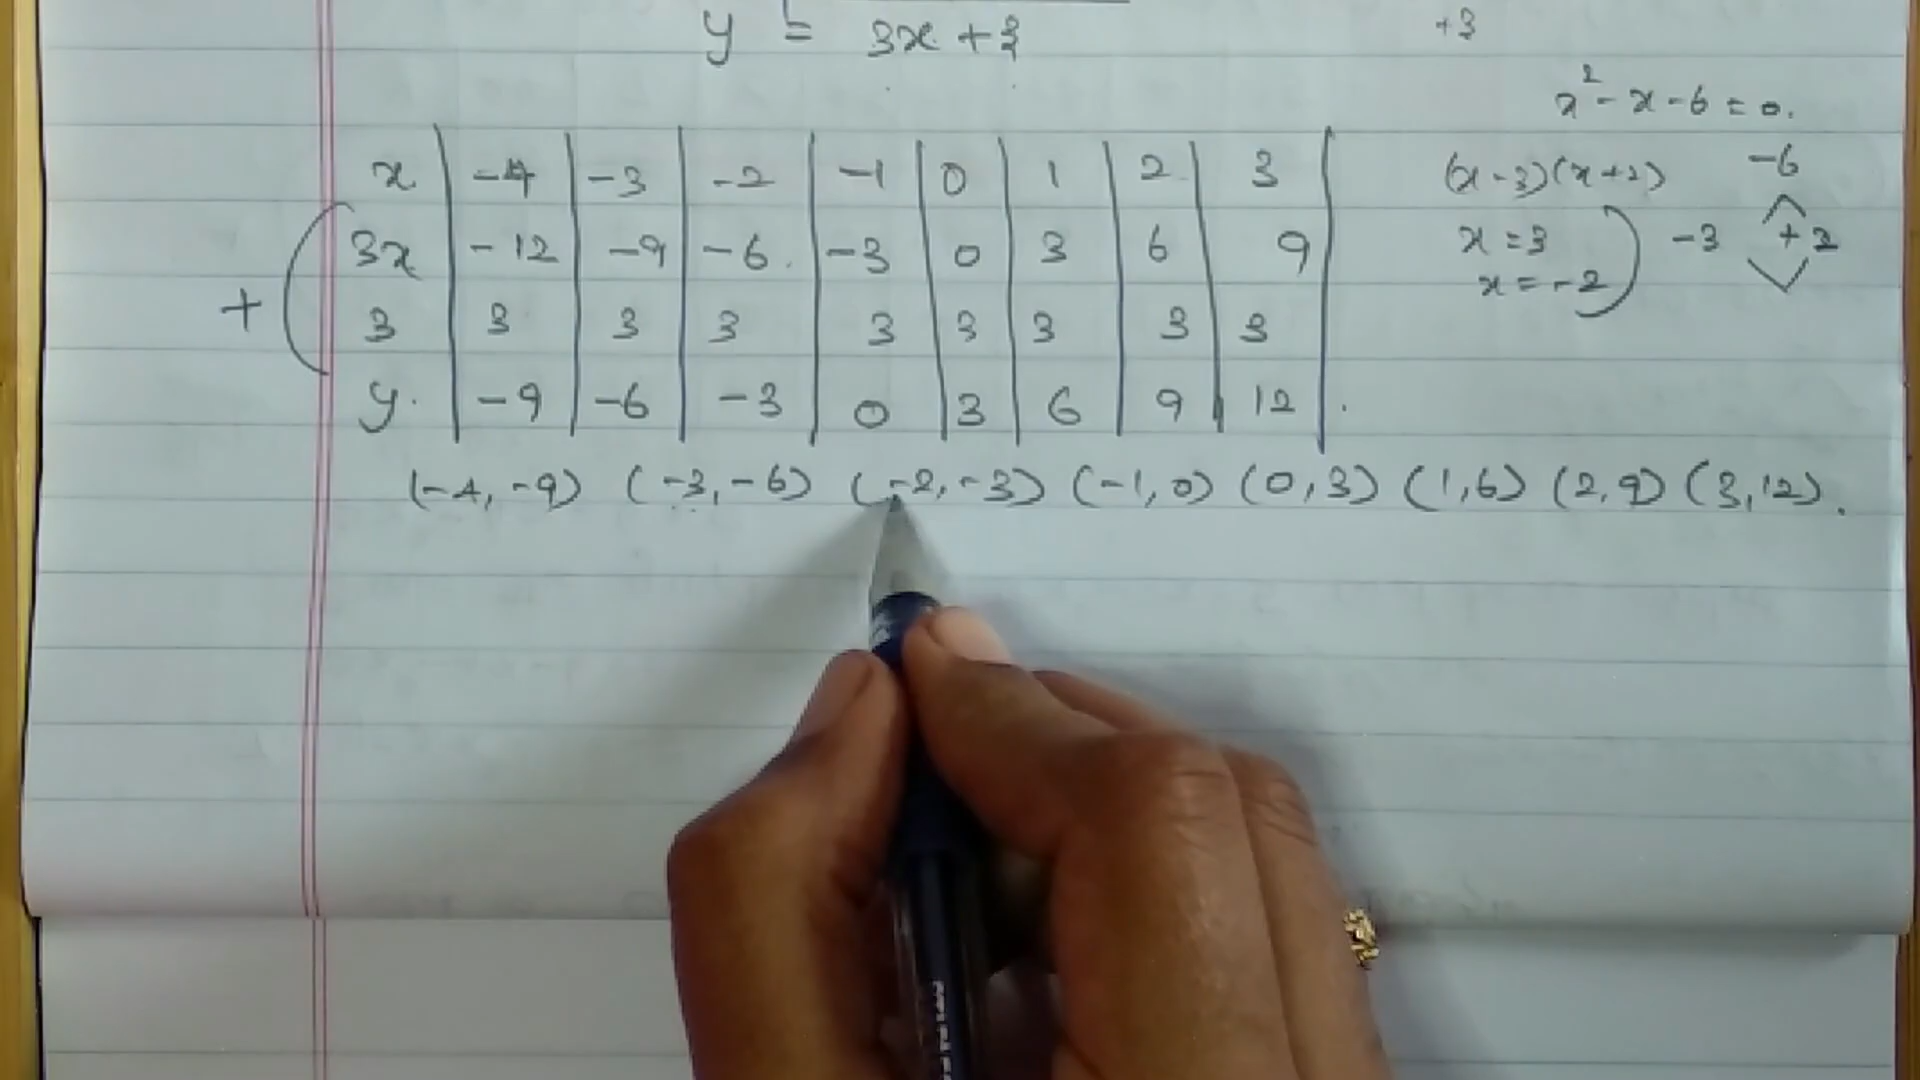 y = 3x + 3
+3
x² - x - 6 = 0.
x -4 -3 -2 -1 0 1 2 3
(x - 3)(x + 2) -6
3x -12 -9 -6 -3 0 3 6 9
x = 3 -3 +2
+
x = -2
3 3 3 3 3 3 3 3 3
y. -9 -6 -3 0 3 6 9 12 .
(-4, -9) (-3, -6) (-2, -3) (-1, 0) (0, 3) (1, 6) (2, 9) (3, 12).